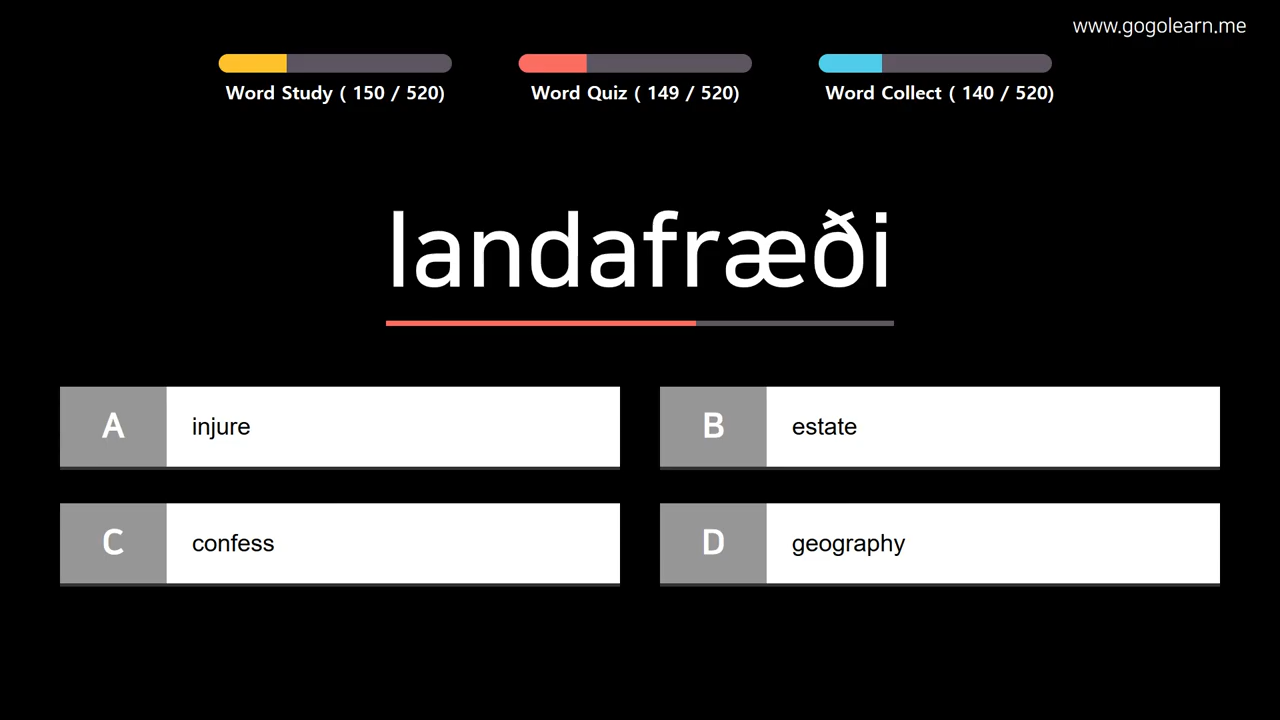 www.gogolearn.me
Word Study ( 150 / 520)
Word Quiz ( 149 / 520)
Word Collect ( 140 / 520)
landafræði
A injure
B estate
C confess
D geography